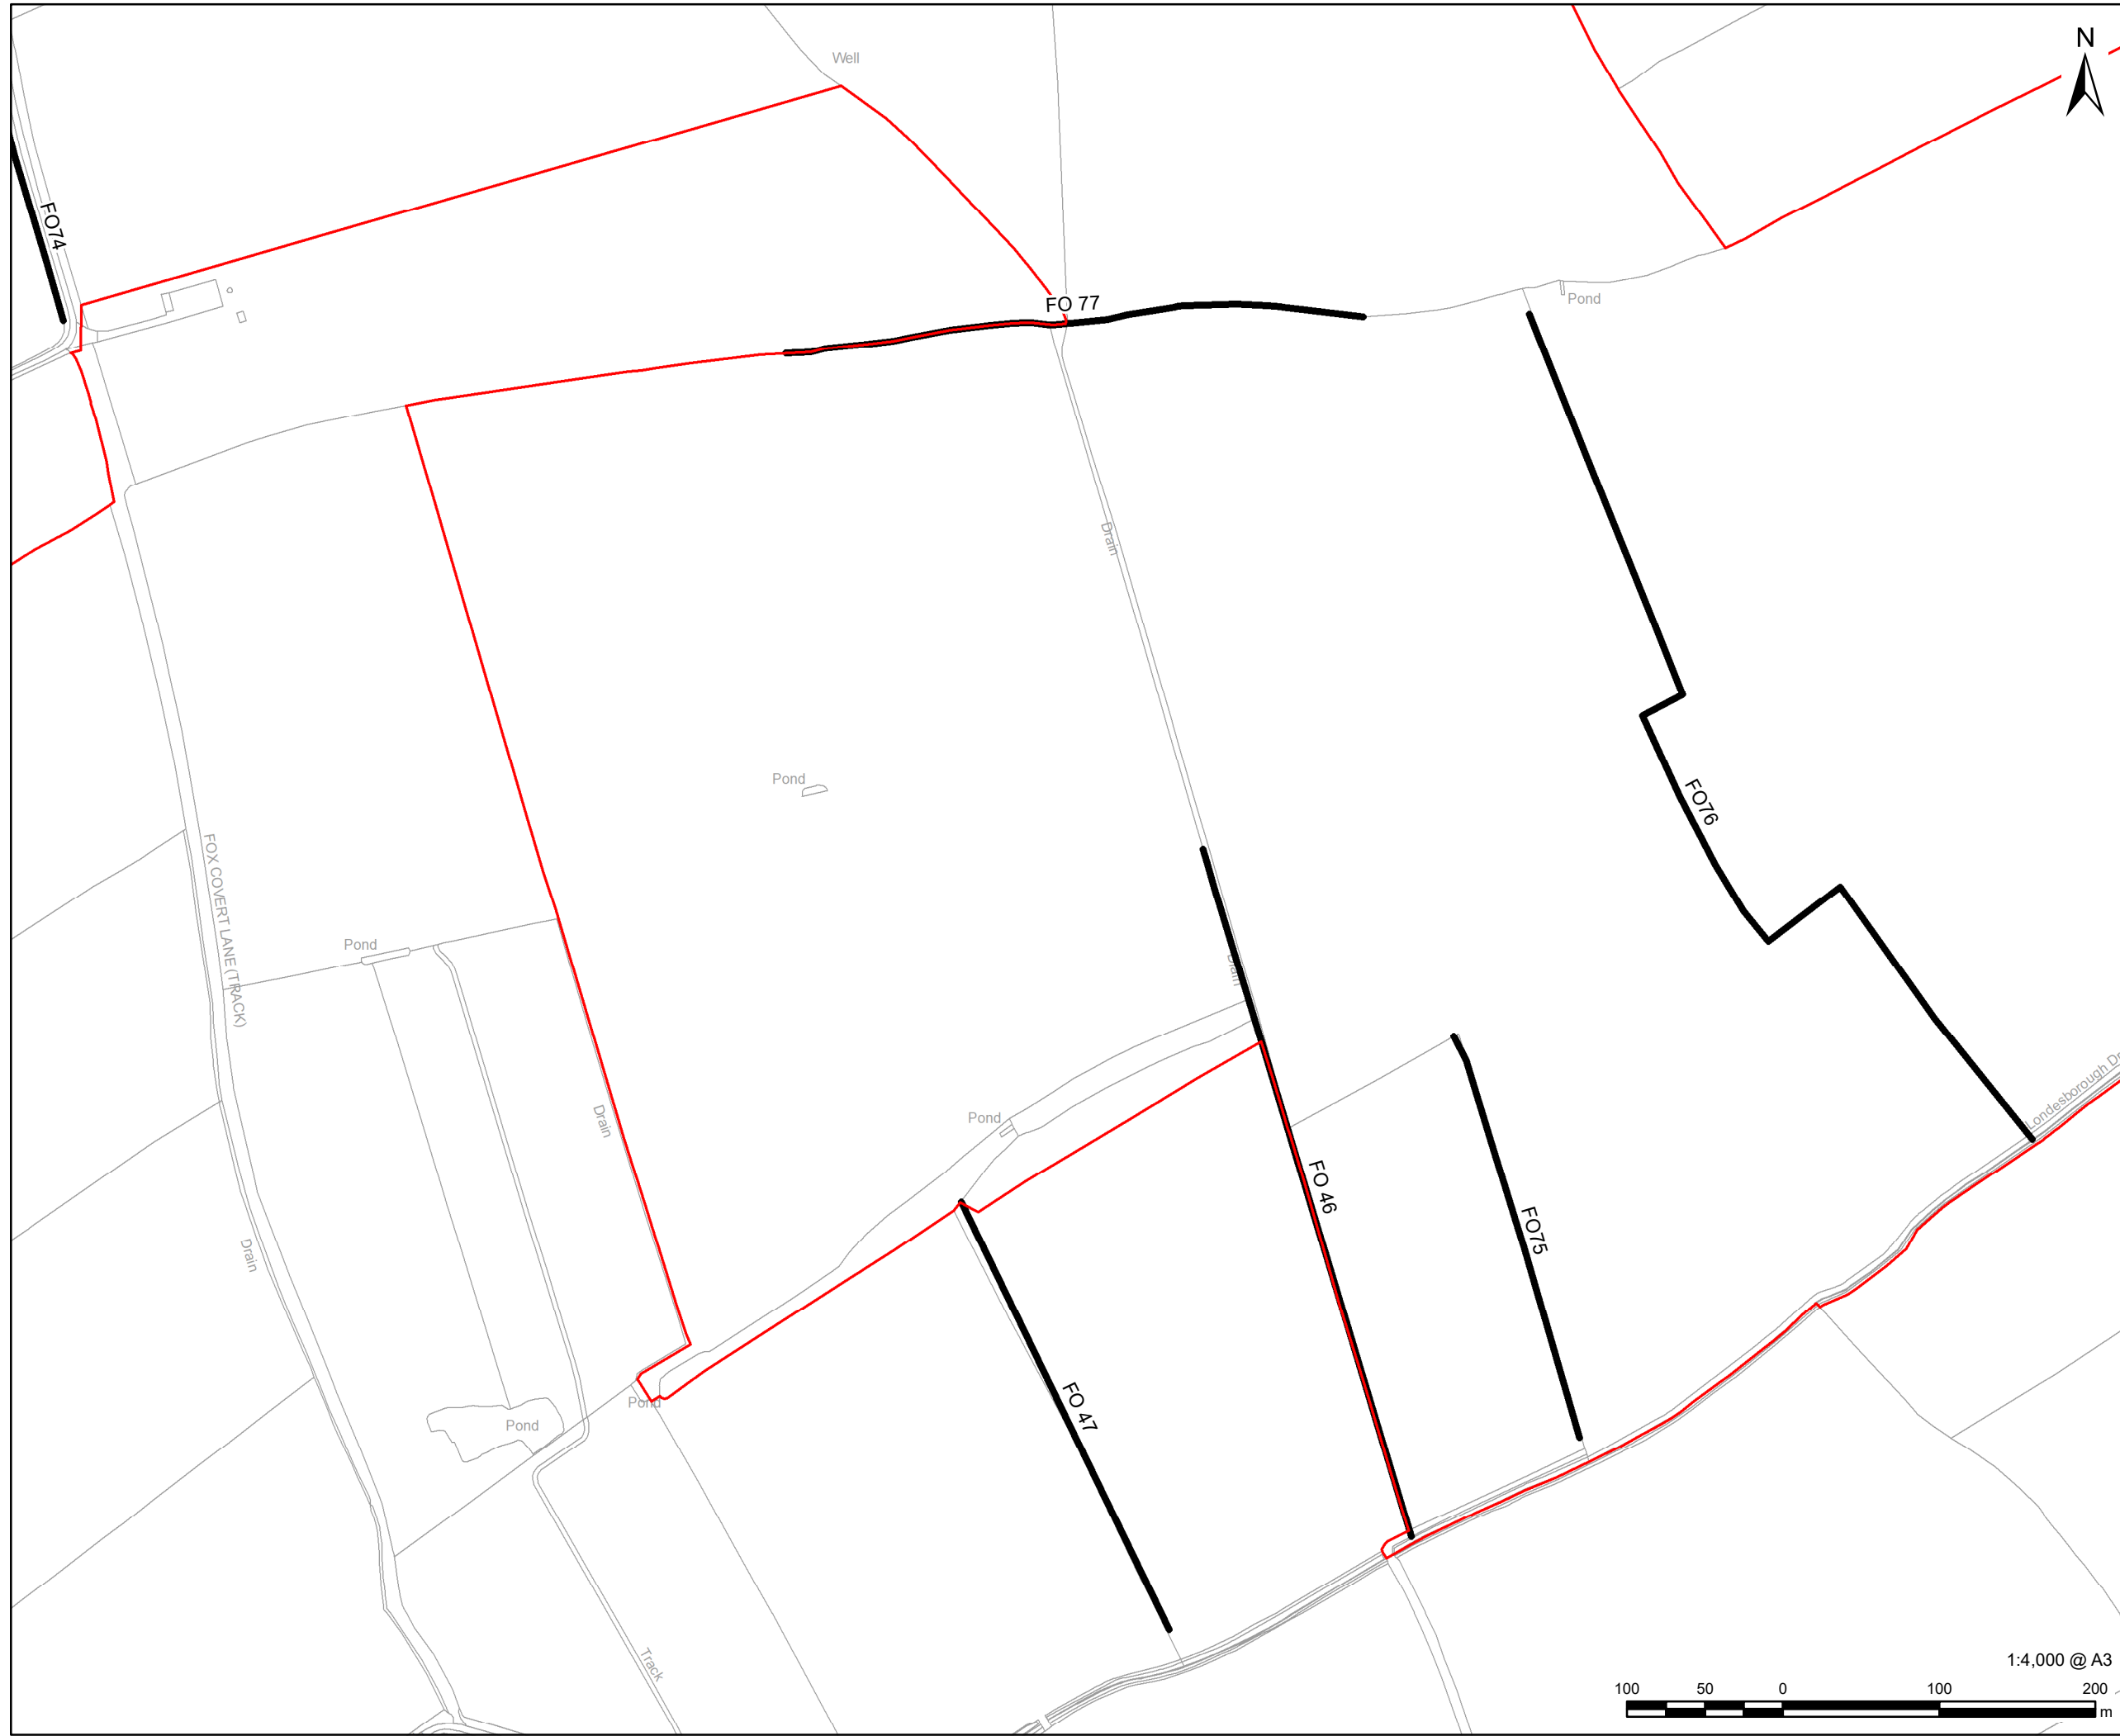 N
Well
FO74
FO 77
Pond
Drain
Pond
FO76
FOX COVERT LANE (TRACK)
Pond
Drain
Londesborough
Pond
Drain
FO 46
FO75
Drain
FO 47
Pond
Pond
Track
1:4,000 @ A3
100 50 0 100 200
m